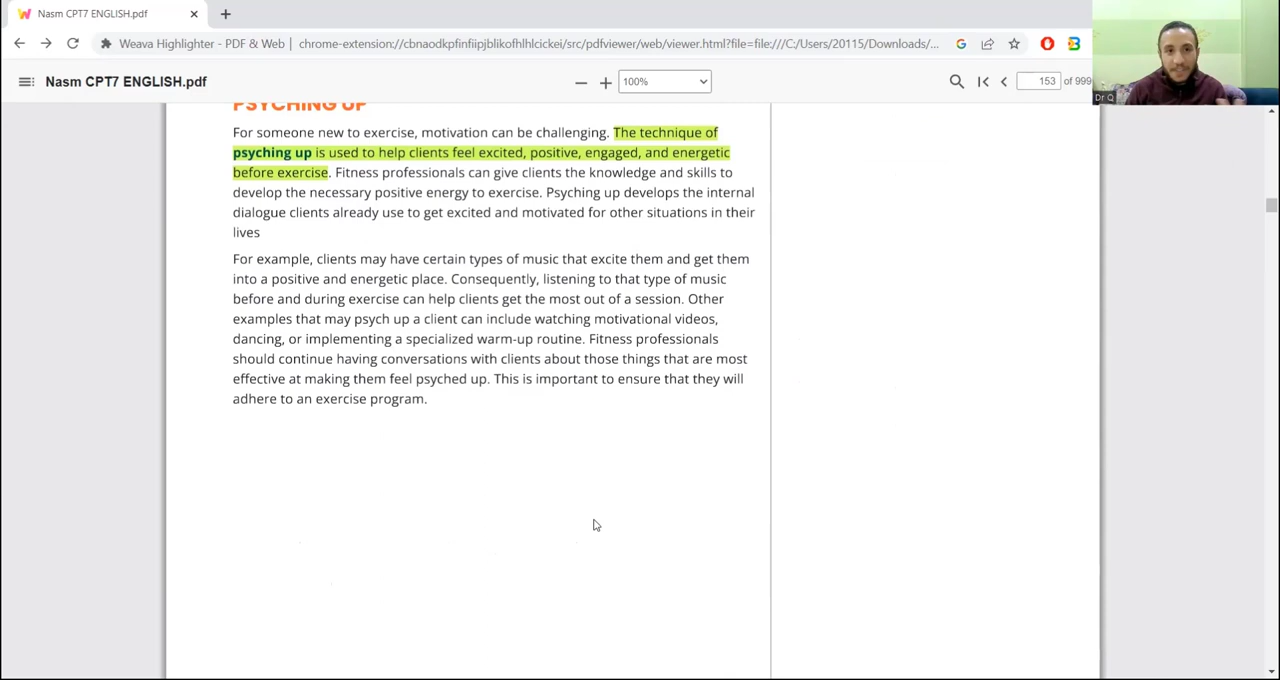 Nasm CPT7 ENGLISH.pdf
Weava Highlighter - PDF & Web | chrome-extension://cbnaodkpfinfiipjblikofhlhlcickei/src/pdfviewer/web/viewer.html?file=file:///C:/Users/20115/Downloads/...
Nasm CPT7 ENGLISH.pdf
100%
153 of 999
Dr Q
PSYCHING UP
For someone new to exercise, motivation can be challenging. The technique of
psyching up is used to help clients feel excited, positive, engaged, and energetic
before exercise. Fitness professionals can give clients the knowledge and skills to
develop the necessary positive energy to exercise. Psyching up develops the internal
dialogue clients already use to get excited and motivated for other situations in their
lives
For example, clients may have certain types of music that excite them and get them
into a positive and energetic place. Consequently, listening to that type of music
before and during exercise can help clients get the most out of a session. Other
examples that may psych up a client can include watching motivational videos,
dancing, or implementing a specialized warm-up routine. Fitness professionals
should continue having conversations with clients about those things that are most
effective at making them feel psyched up. This is important to ensure that they will
adhere to an exercise program.